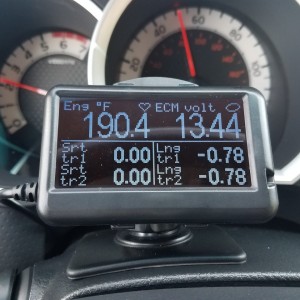 Eng °F ECM volt
190.4 13.44
Srt tr1 0.00 Lng tr1 -0.78
Srt tr2 0.00 Lng tr2 -0.78